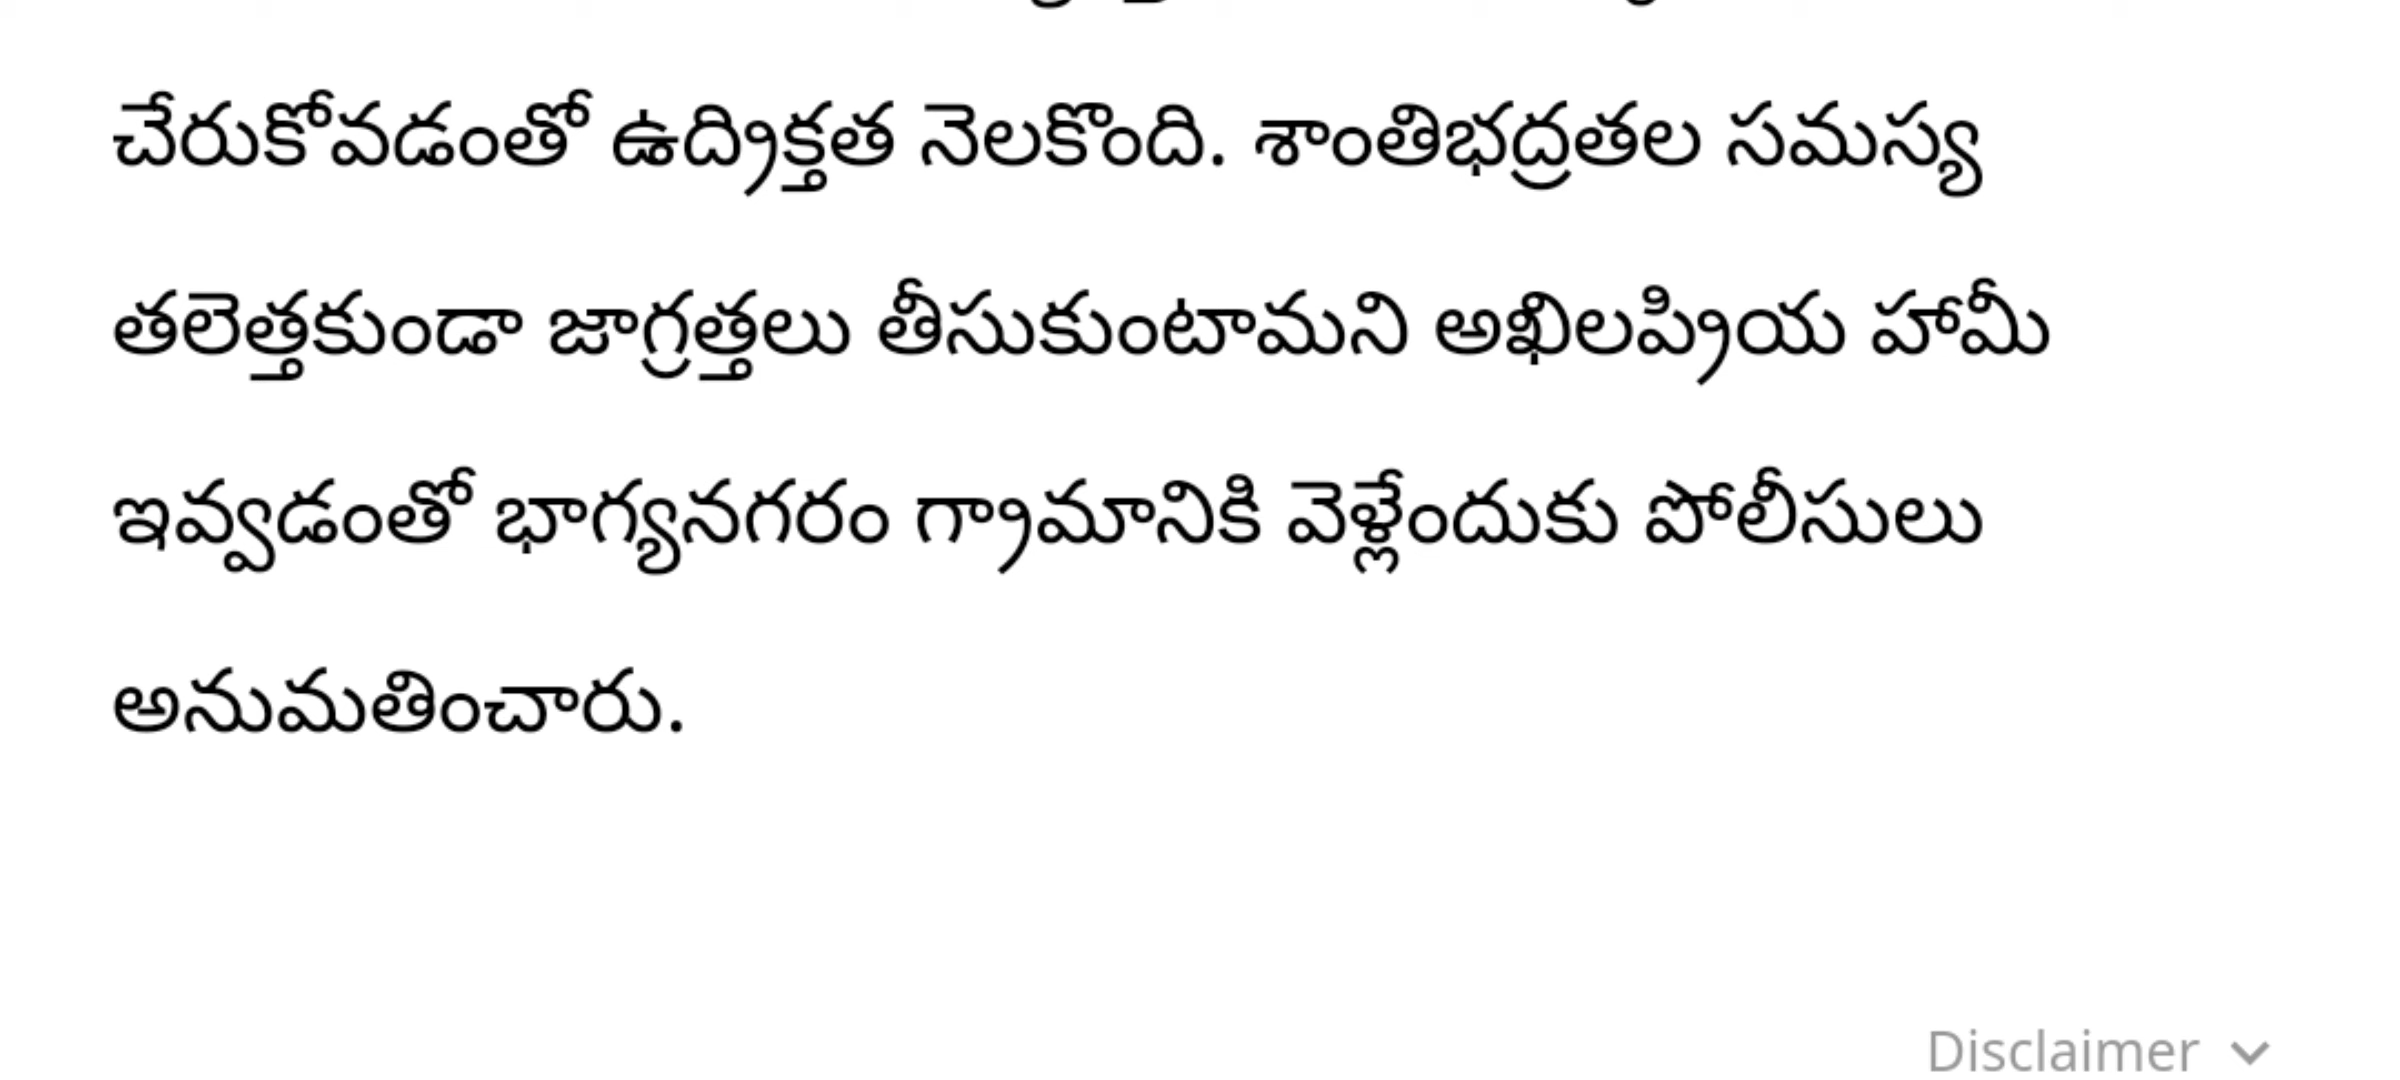 చేరుకోవడంతో ఉద్రిక్తత నెలకొంది. శాంతిభద్రతల సమస్య
తలెత్తకుండా జాగ్రత్తలు తీసుకుంటామని అఖిలప్రియ హామీ
ఇవ్వడంతో భాగ్యనగరం గ్రామానికి వెళ్లేందుకు పోలీసులు
అనుమతించారు.
Disclaimer